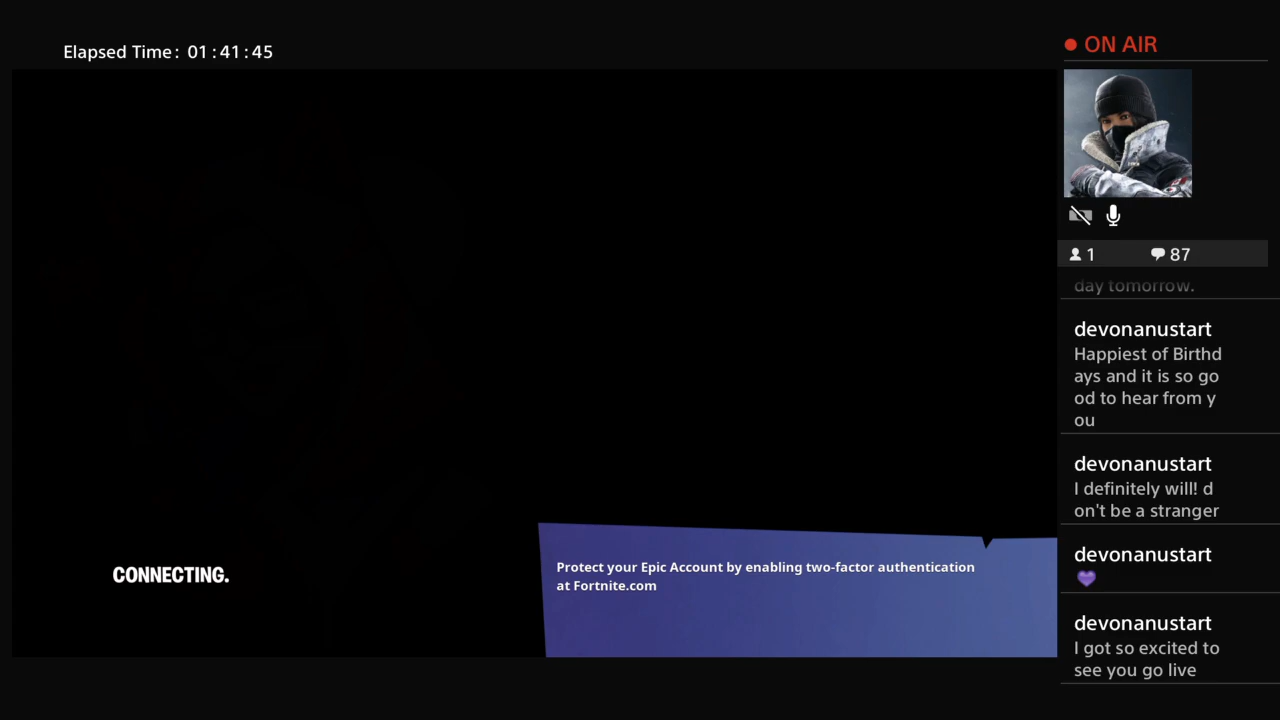 Elapsed Time: 01:41:45
ON AIR
1 87
day tomorrow.
devonanustart
Happiest of Birthd
ays and it is so go
od to hear from y
ou
devonanustart
I definitely will! d
on't be a stranger
devonanustart
💜
devonanustart
I got so excited to
see you go live
CONNECTING.
Protect your Epic Account by enabling two-factor authentication
at Fortnite.com